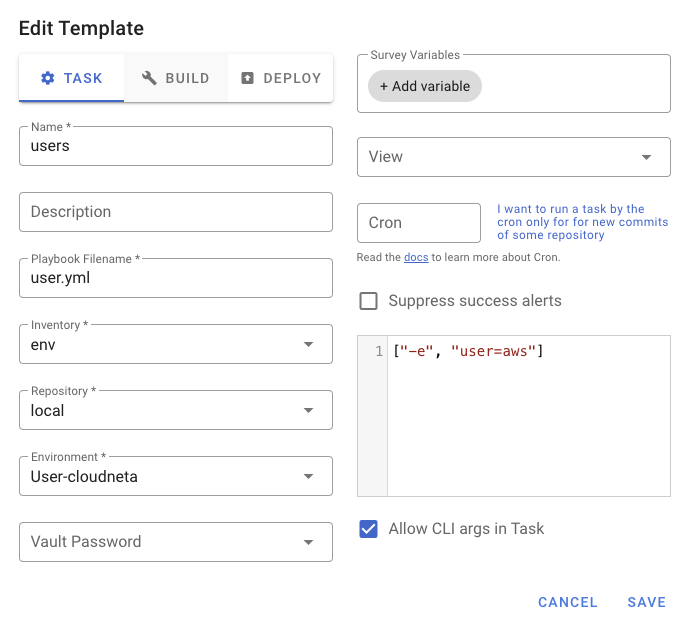 Edit Template
TASK
BUILD
DEPLOY
Name *
users
Description
Playbook Filename *
user.yml
Inventory *
env
Repository *
local
Environment *
User-cloudneta
Vault Password
Survey Variables
+ Add variable
View
Cron
I want to run a task by the
cron only for for new commits
of some repository
Read the docs to learn more about Cron.
Suppress success alerts
1 ["-e", "user=aws"]
Allow CLI args in Task
CANCEL
SAVE